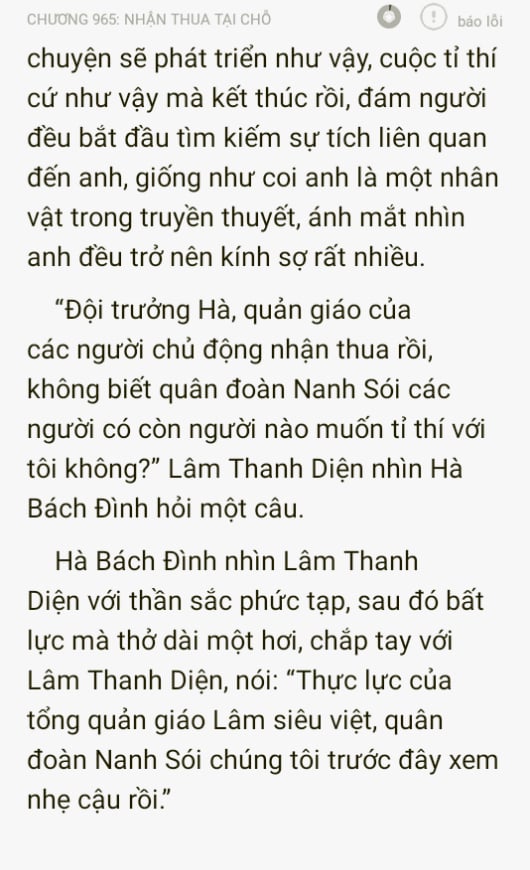 CHƯƠNG 965: NHẬN THUA TẠI CHỖ
báo lỗi
chuyện sẽ phát triển như vậy, cuộc tỉ thí
cứ như vậy mà kết thúc rồi, đám người
đều bắt đầu tìm kiếm sự tích liên quan
đến anh, giống như coi anh là một nhân
vật trong truyền thuyết, ánh mắt nhìn
anh đều trở nên kính sợ rất nhiều.
“Đội trưởng Hà, quản giáo của
các người chủ động nhận thua rồi,
không biết quân đoàn Nanh Sói các
người có còn người nào muốn tỉ thí với
tôi không?” Lâm Thanh Diện nhìn Hà
Bách Đình hỏi một câu.
Hà Bách Đình nhìn Lâm Thanh
Diện với thần sắc phức tạp, sau đó bất
lực mà thở dài một hơi, chắp tay với
Lâm Thanh Diện, nói: “Thực lực của
tổng quản giáo Lâm siêu việt, quân
đoàn Nanh Sói chúng tôi trước đây xem
nhẹ cậu rồi.”